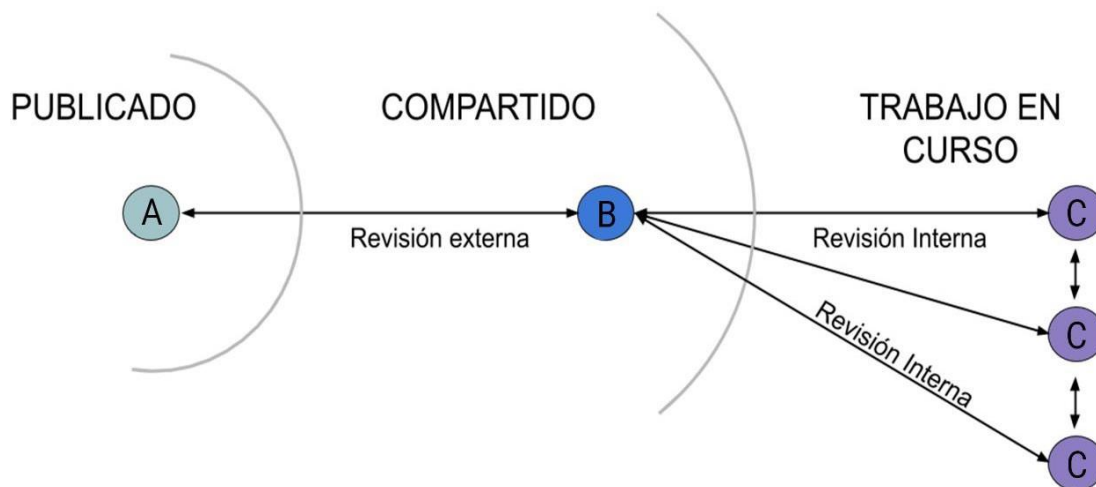 PUBLICADO
COMPARTIDO
TRABAJO EN
CURSO
A
B
C
Revisión externa
Revisión Interna
C
Revisión Interna
C